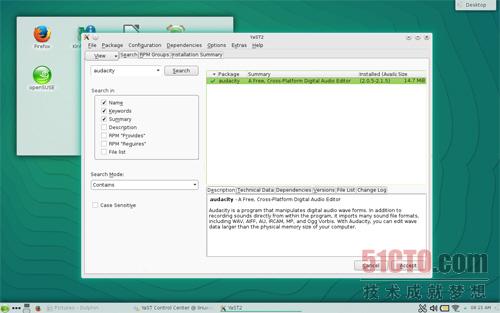 Desktop
Firefox
openSUSE
YaST2
File Package Configuration Dependencies Options Extras Help
View Search RPM Groups Installation Summary
audacity Search
Search in
Name
Keywords
Summary
Description
RPM "Provides"
RPM "Requires"
File list
Search Mode:
Contains
Case Sensitive
Package Summary Installed (Availa Size
audacity A Free, Cross-Platform Digital Audio Editor (2.0.5-2.1.5) 14.7 MiB
Description Technical Data Dependencies Versions File List Change Log
audacity - A Free, Cross-Platform Digital Audio Editor
Audacity is a program that manipulates digital audio wave forms. In addition to
recording sounds directly from within the program, it imports many sound file formats,
including WAV, AIFF, AU, IRCAM, MP, and Ogg Vorbis. With Audacity, you can edit wave
data larger than the physical memory size of your computer.
Cancel Accept
51CTO.com
技术成就梦想
Pictures - Dolphin
YaST Control Center @ linux
YaST2